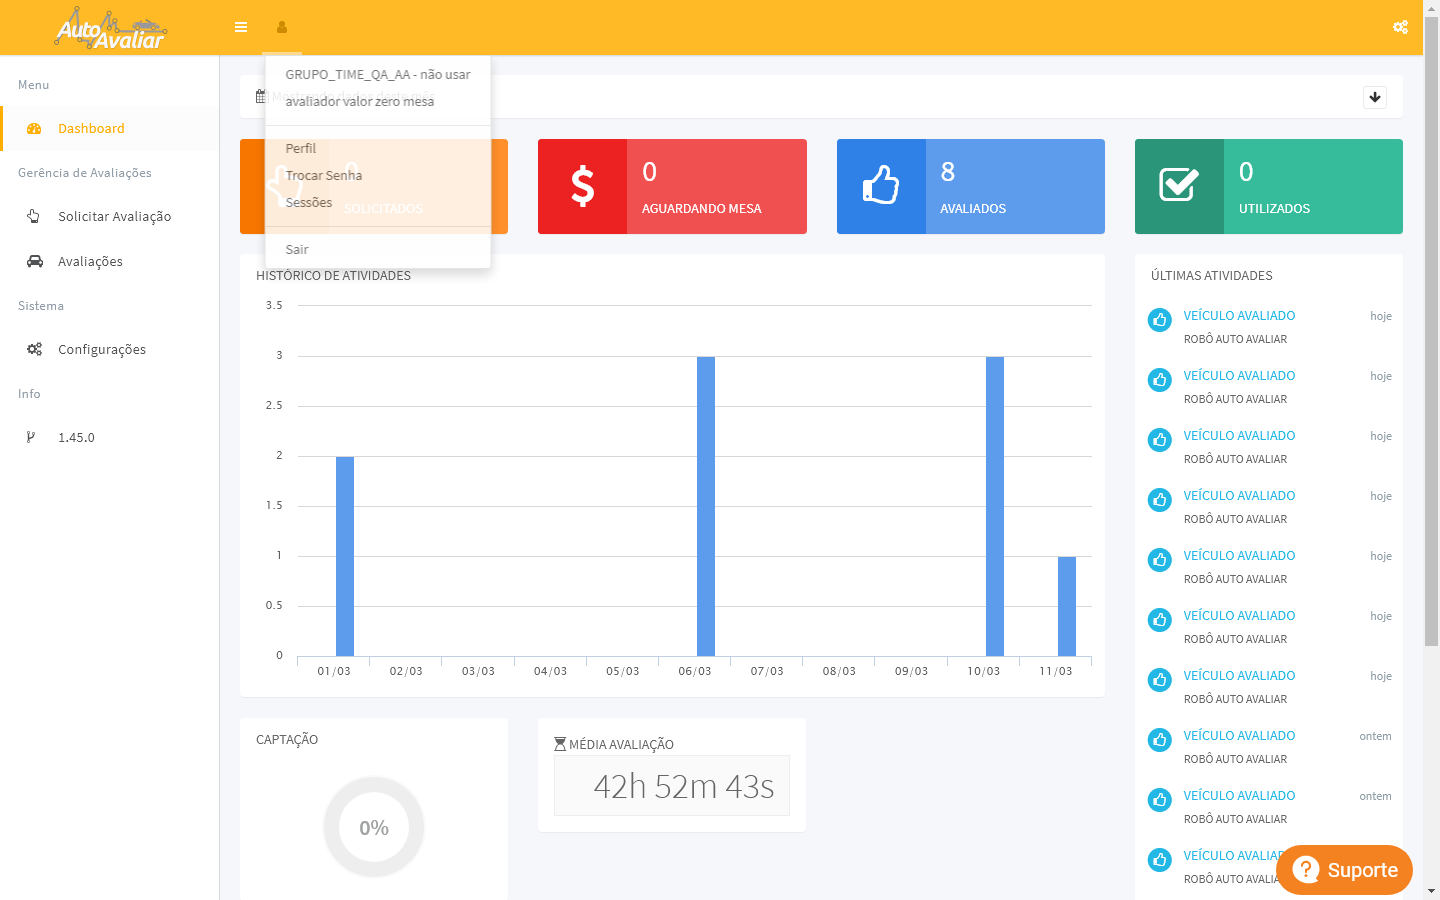 AutoAvaliar
Menu
Dashboard
Gerência de Avaliações
Solicitar Avaliação
Avaliações
Sistema
Configurações
Info
1.45.0
GRUPO_TIME_QA_AA - não usar
avaliador valor zero mesa
Perfil
Trocar Senha
Sessões
Sair
Mostrando dados deste mês
0
SOLICITADOS
0
AGUARDANDO MESA
8
AVALIADOS
0
UTILIZADOS
HISTÓRICO DE ATIVIDADES
3.5
3
2.5
2
1.5
1
0.5
0
01/03 02/03 03/03 04/03 05/03 06/03 07/03 08/03 09/03 10/03 11/03
CAPTAÇÃO
0%
MÉDIA AVALIAÇÃO
42h 52m 43s
ÚLTIMAS ATIVIDADES
VEÍCULO AVALIADO hoje
ROBÔ AUTO AVALIAR
VEÍCULO AVALIADO hoje
ROBÔ AUTO AVALIAR
VEÍCULO AVALIADO hoje
ROBÔ AUTO AVALIAR
VEÍCULO AVALIADO hoje
ROBÔ AUTO AVALIAR
VEÍCULO AVALIADO hoje
ROBÔ AUTO AVALIAR
VEÍCULO AVALIADO hoje
ROBÔ AUTO AVALIAR
VEÍCULO AVALIADO hoje
ROBÔ AUTO AVALIAR
VEÍCULO AVALIADO ontem
ROBÔ AUTO AVALIAR
VEÍCULO AVALIADO ontem
ROBÔ AUTO AVALIAR
VEÍCULO
ROBÔ AUTO
Suporte